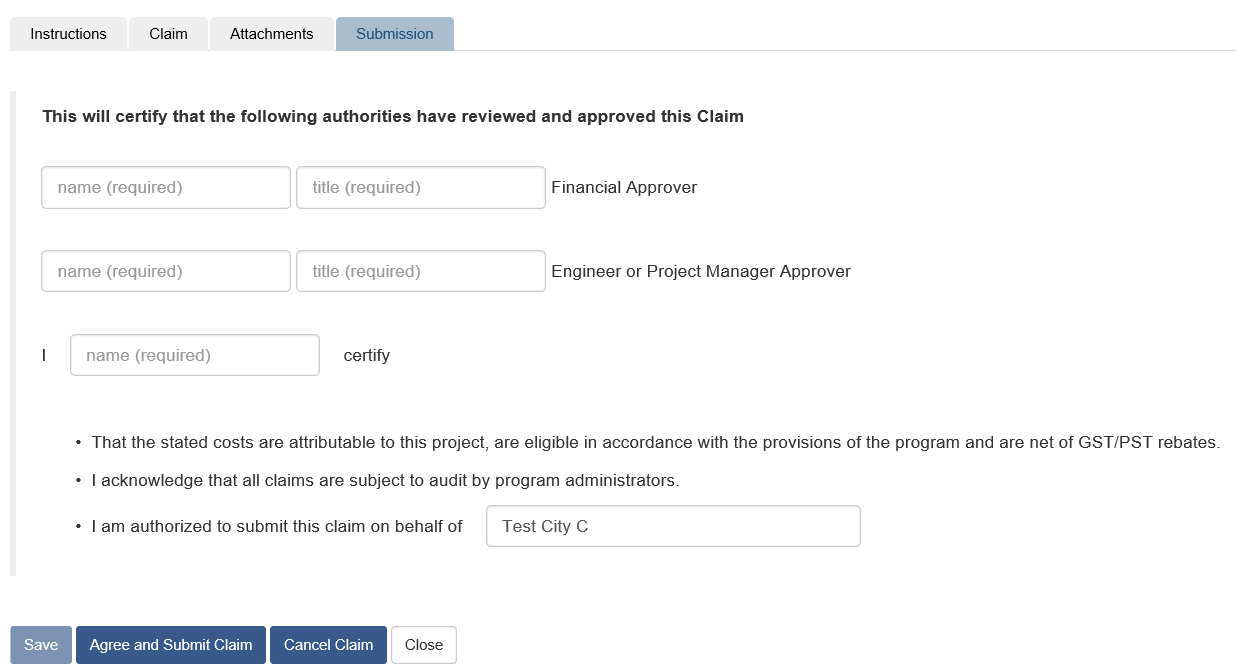 Instructions Claim Attachments Submission
This will certify that the following authorities have reviewed and approved this Claim
name (required) title (required) Financial Approver
name (required) title (required) Engineer or Project Manager Approver
I name (required) certify
• That the stated costs are attributable to this project, are eligible in accordance with the provisions of the program and are net of GST/PST rebates.
• I acknowledge that all claims are subject to audit by program administrators.
• I am authorized to submit this claim on behalf of Test City C
Save Agree and Submit Claim Cancel Claim Close